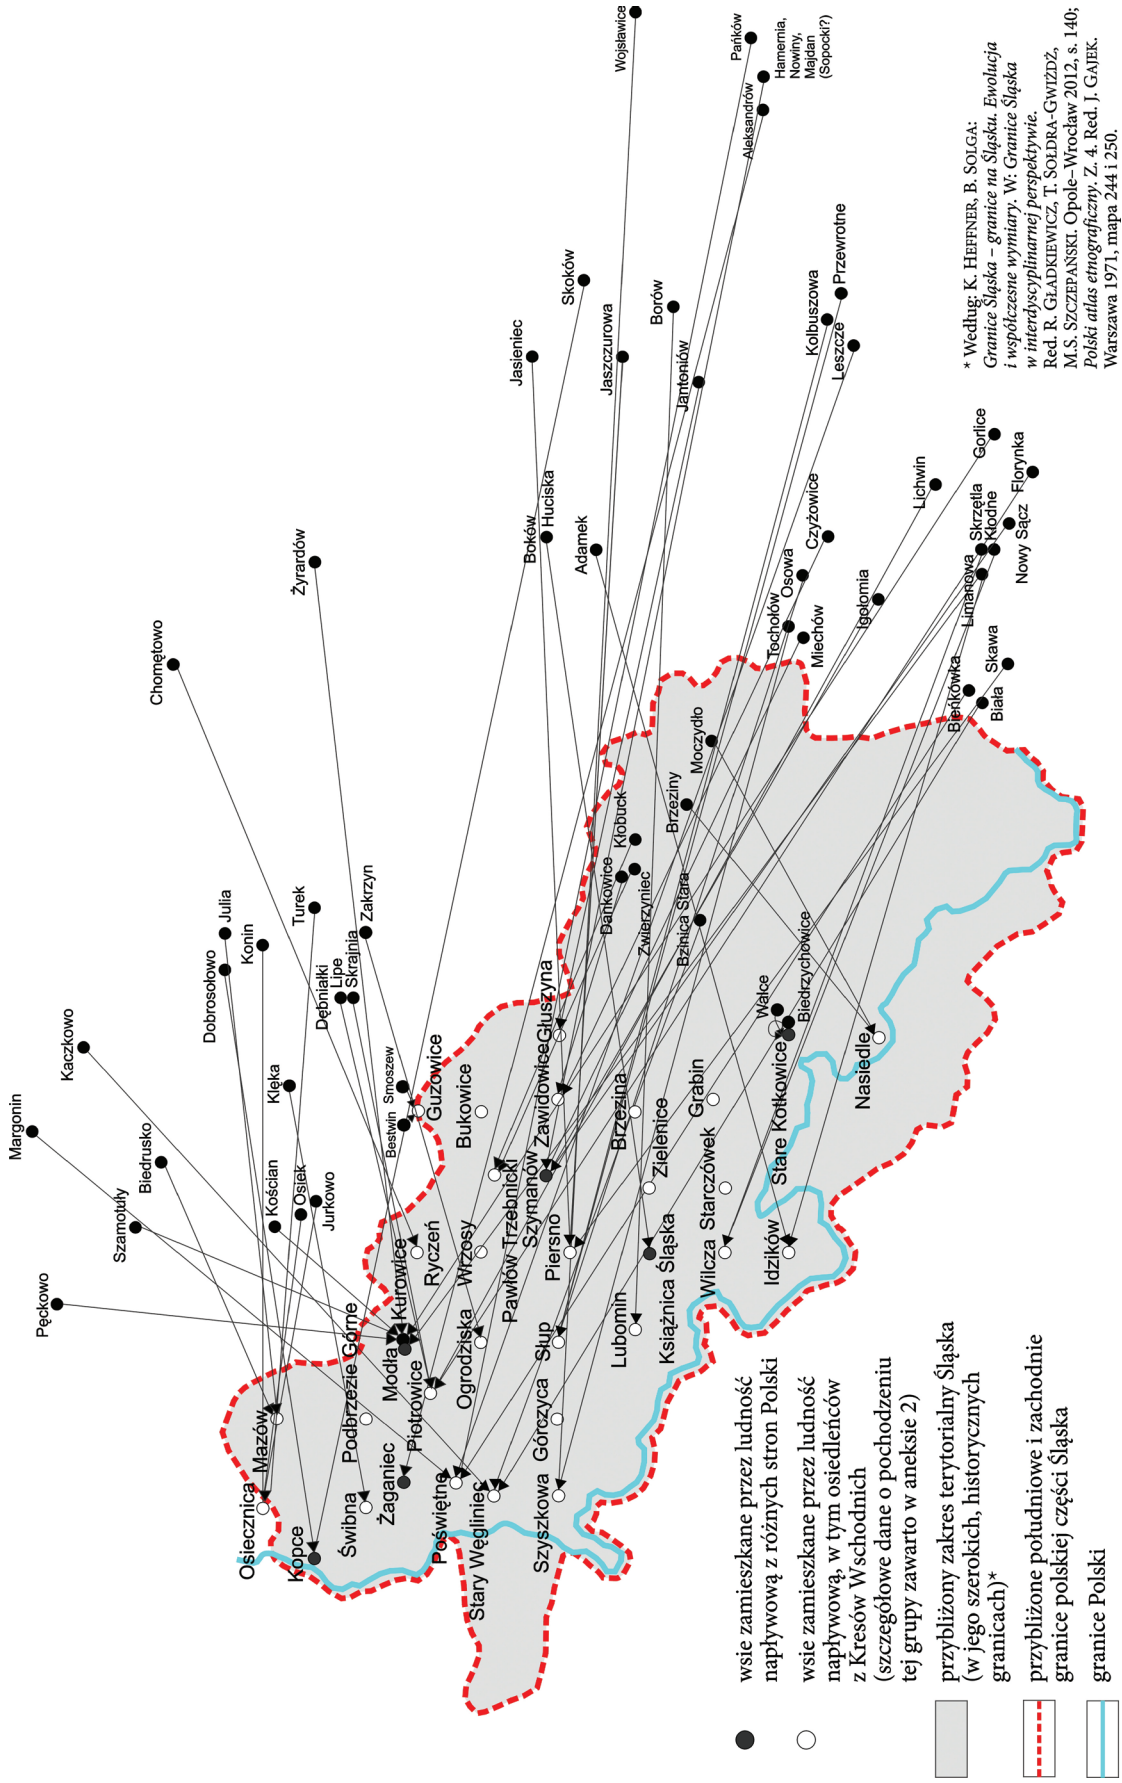 Wojsławice
Pańków
Hamernia,
Nowiny,
Majdan
(Sopocki?)
Aleksandrów
Skoków
Przewrotne
Kolbuszowa
Leszcze
Borów
Jaszczurowa
Jantoniów
Jasieniec
Gorlice
Florynka
Lichwin
Skrzętla
Kłodne
Nowy Sącz
Limanowa
Czyżowice
Osowa
Igołomia
Tochołów
Miechów
Huciska
Boków
Adamek
Żyrardów
Chomętowo
Skawa
Bieńkówka
Biała
Moczydło
Brzeziny
Kłobuck
Dankowice
Zwierzyniec
Bzinica Stara
Julia
Konin
Turek
Zakrzyn
Dobrosołowo
Dębniałki
Lipe
Skrajnia
Kaczkowo
Kłęka
Smoszew
Bestwin
Margonin
Biedrusko
Szamotuły
Kościan
Osiek
Jurkowo
Pęckowo
Walce
Biedrzychowice
Głuszyna
Guzowice
Bukowice
Zawidowice
Brzezina
Grabin
Stare Kotkowice
Nasiedle
Zielenice
Szymanów
Pawłów Trzebnicki
Starczówek
Ryczeń
Wrzosy
Piersno
Książnica Śląska
Wilcza
Idzików
Kurowice
Modła
Ogrodziska
Słup
Lubomin
Podbrzezie Górne
Piotrowice
Górczyca
Mazów
Osiecznica
Świbna
Żaganiec
Poświętne
Stary Węgliniec
Szyszkowa
Kopce
wsie zamieszkane przez ludność
napływową z różnych stron Polski
wsie zamieszkane przez ludność
napływową, w tym osiedleńców
z Kresów Wschodnich
(szczegółowe dane o pochodzeniu
tej grupy zawarto w aneksie 2)
przybliżony zakres terytorialny Śląska
(w jego szerokich, historycznych
granicach)*
przybliżone południowe i zachodnie
granice polskiej części Śląska
granice Polski
* Według: K. HEFFNER, B. SOLGA:
Granice Śląska – granice na Śląsku. Ewolucja
i współczesne wymiary. W: Granice Śląska
w interdyscyplinarnej perspektywie.
Red. R. GŁADKIEWICZ, T. SOŁDRA-GWIŻDŻ,
M.S. SZCZEPAŃSKI. Opole–Wrocław 2012, s. 140;
Polski atlas etnograficzny. Z. 4. Red. J. GAJEK.
Warszawa 1971, mapa 244 i 250.